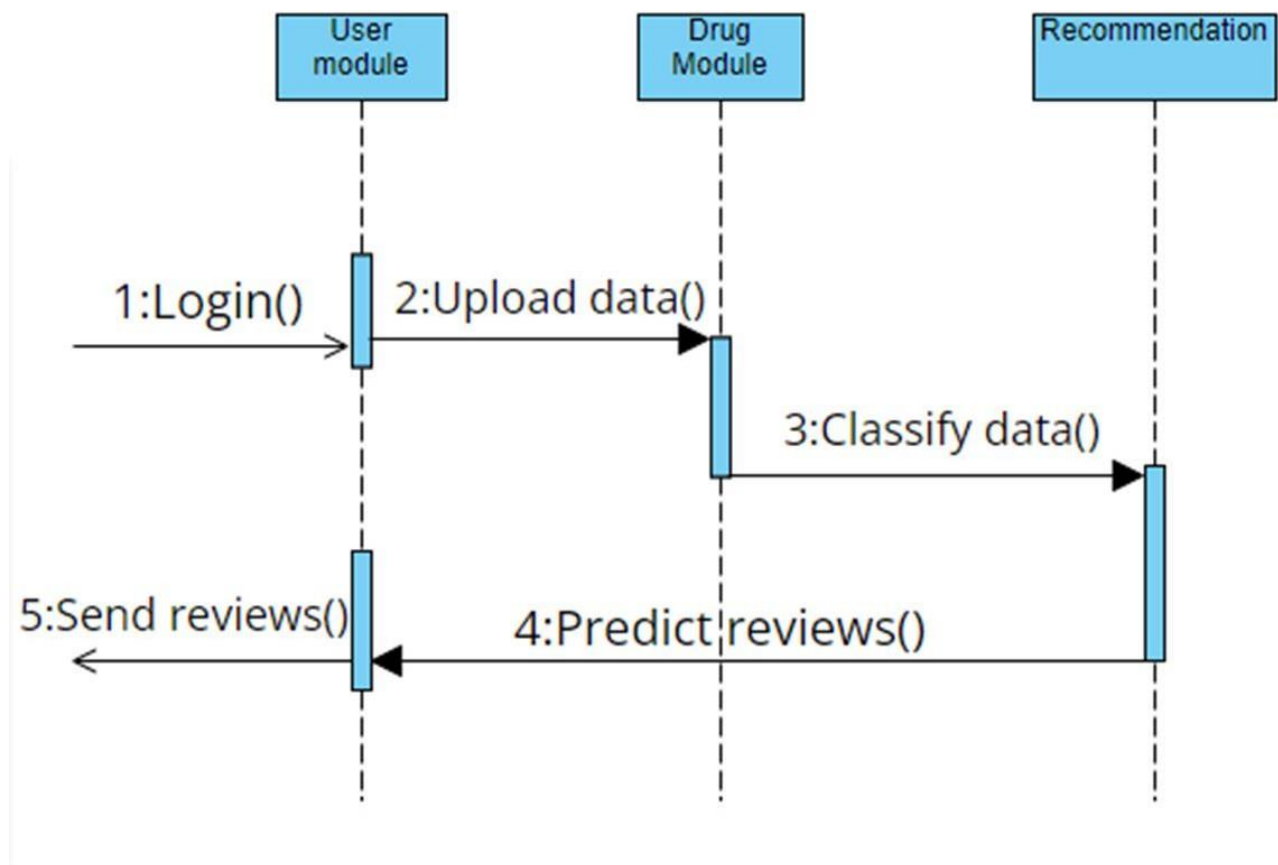 User
module
Drug
Module
Recommendation
1:Login()
2:Upload data()
3:Classify data()
5:Send reviews()
4:Predict reviews()